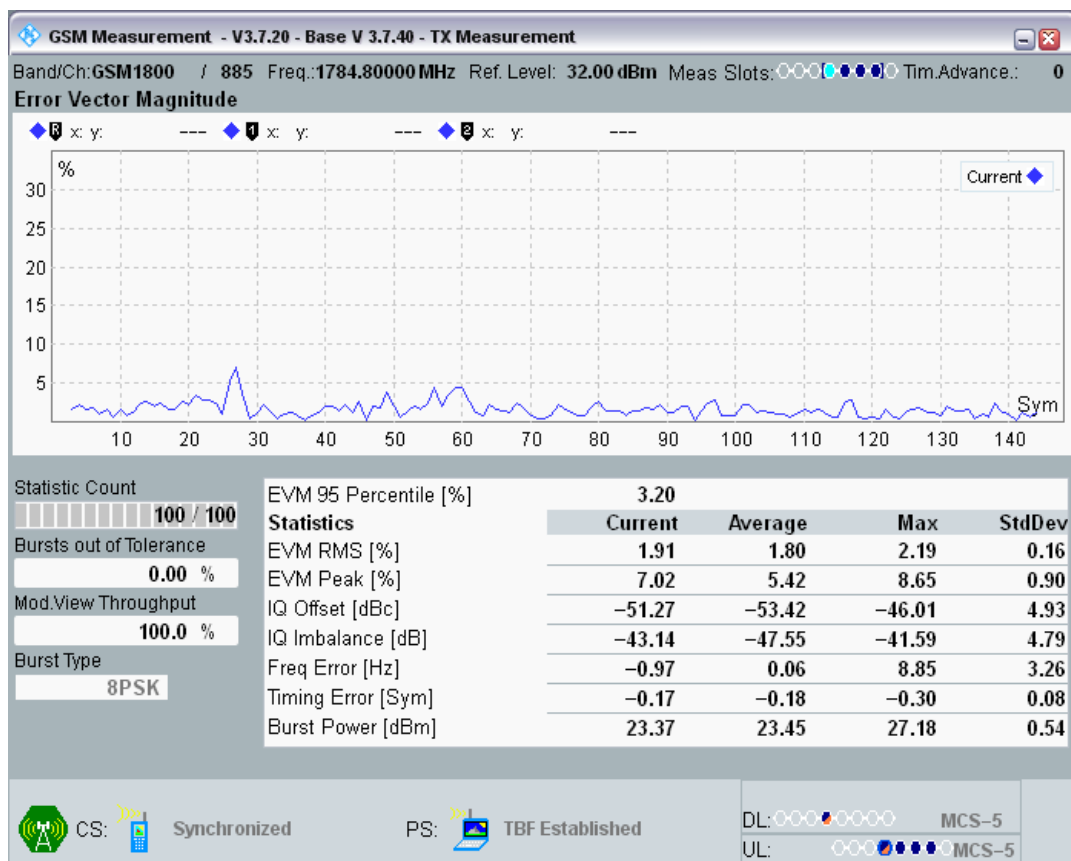 GSM Measurement - V3.7.20 - Base V 3.7.40 - TX Measurement
Band/Ch:GSM1800 / 885 Freq.:1784.80000 MHz Ref. Level: 32.00 dBm Meas Slots: Tim.Advance.: 0
Error Vector Magnitude
R x: y: --- 1 x: y: --- 2 x: y: ---
%
Current
30
25
20
15
10
5
Sym
10 20 30 40 50 60 70 80 90 100 110 120 130 140
Statistic Count
100 / 100
Bursts out of Tolerance
0.00 %
Mod.View Throughput
100.0 %
Burst Type
8PSK
EVM 95 Percentile [%] 3.20
Statistics Current Average Max StdDev
EVM RMS [%] 1.91 1.80 2.19 0.16
EVM Peak [%] 7.02 5.42 8.65 0.90
IQ Offset [dBc] −51.27 −53.42 −46.01 4.93
IQ Imbalance [dB] −43.14 −47.55 −41.59 4.79
Freq Error [Hz] −0.97 0.06 8.85 3.26
Timing Error [Sym] −0.17 −0.18 −0.30 0.08
Burst Power [dBm] 23.37 23.45 27.18 0.54
CS: Synchronized PS: TBF Established
DL: MCS−5
UL: MCS−5